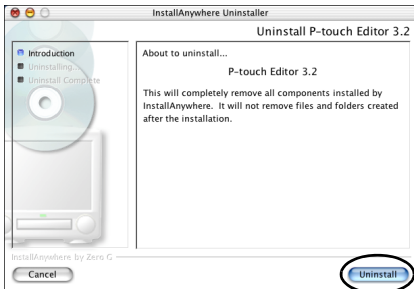 InstallAnywhere Uninstaller
Uninstall P-touch Editor 3.2
Introduction
Uninstalling...
Uninstall Complete
About to uninstall...
P-touch Editor 3.2
This will completely remove all components installed by
InstallAnywhere. It will not remove files and folders created
after the installation.
InstallAnywhere by Zero G
Cancel
Uninstall